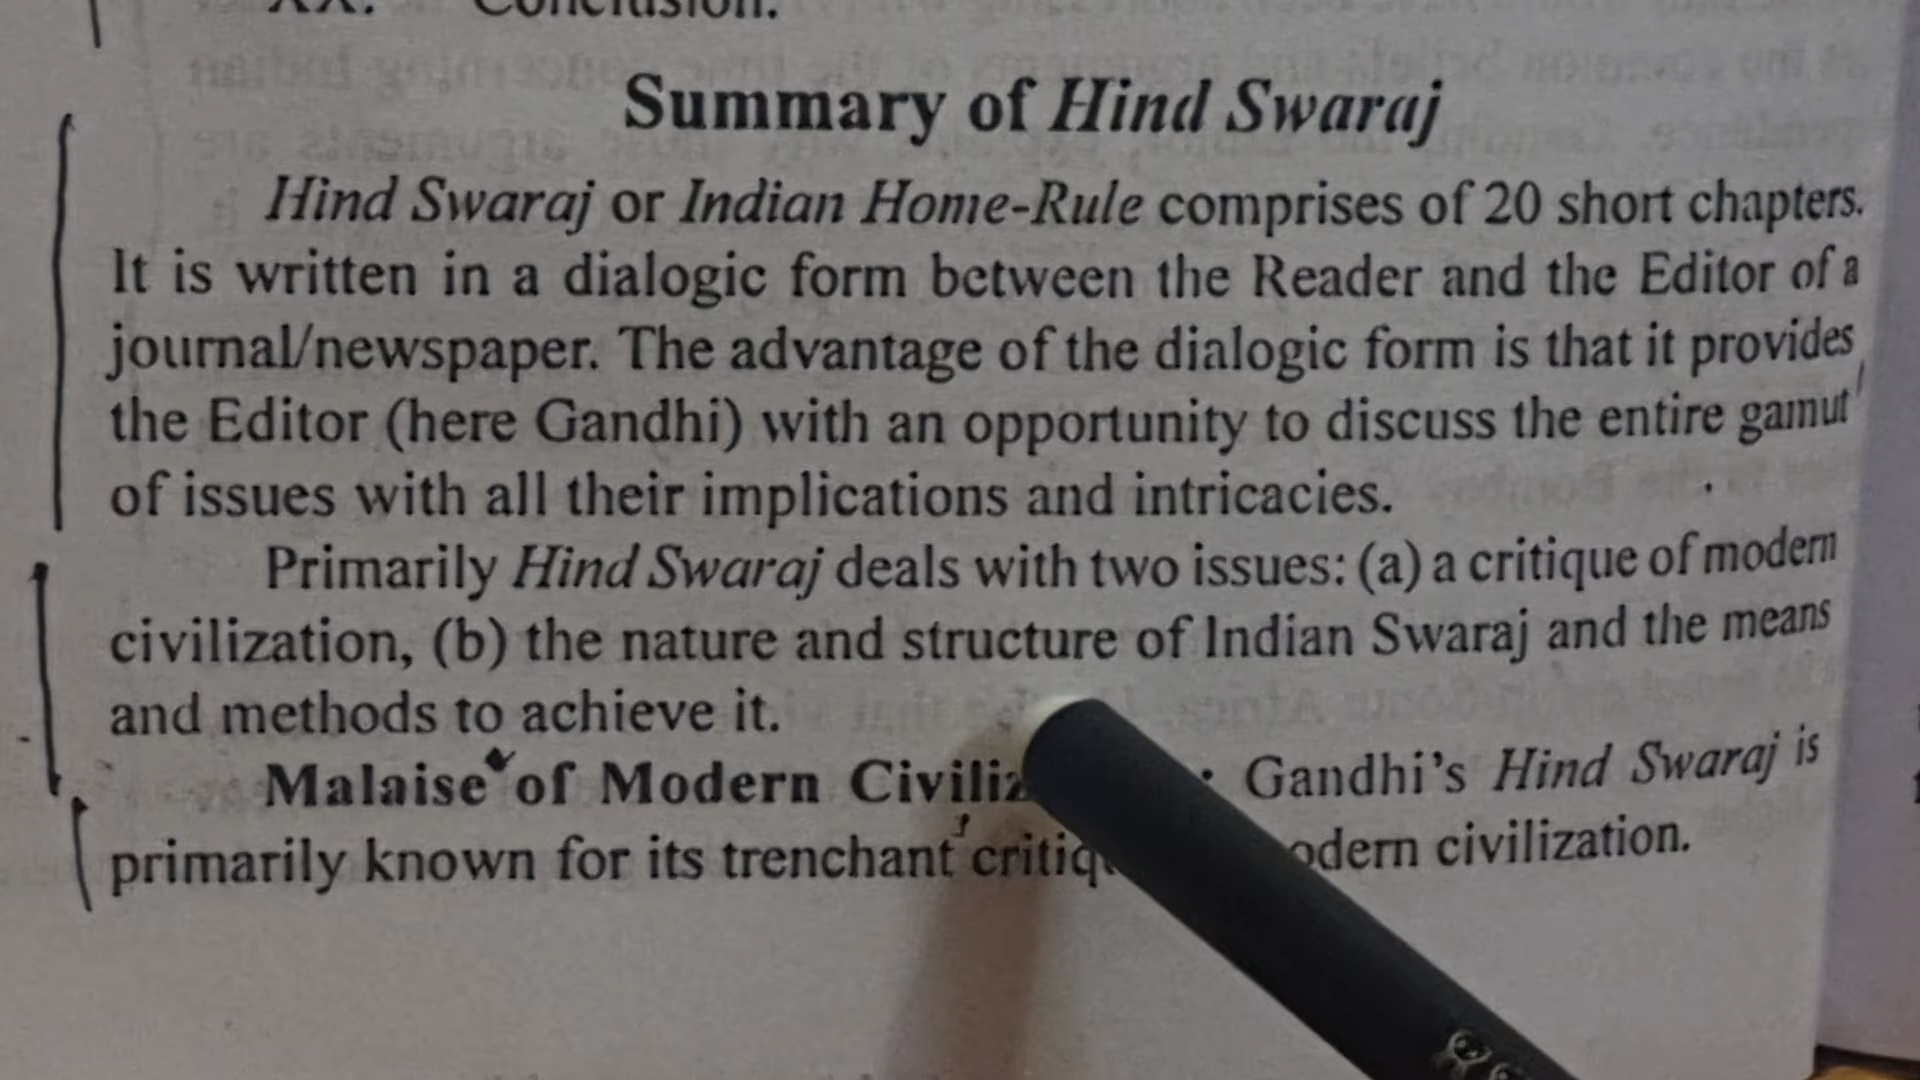 XX. Conclusion.
Summary of Hind Swaraj
Hind Swaraj or Indian Home-Rule comprises of 20 short chapters.
It is written in a dialogic form between the Reader and the Editor of a
journal/newspaper. The advantage of the dialogic form is that it provides
the Editor (here Gandhi) with an opportunity to discuss the entire gamut
of issues with all their implications and intricacies.
Primarily Hind Swaraj deals with two issues: (a) a critique of modern
civilization, (b) the nature and structure of Indian Swaraj and the means
and methods to achieve it.
Malaise of Modern : Gandhi's Hind Swaraj is
primarily known for its trenchant civilization.